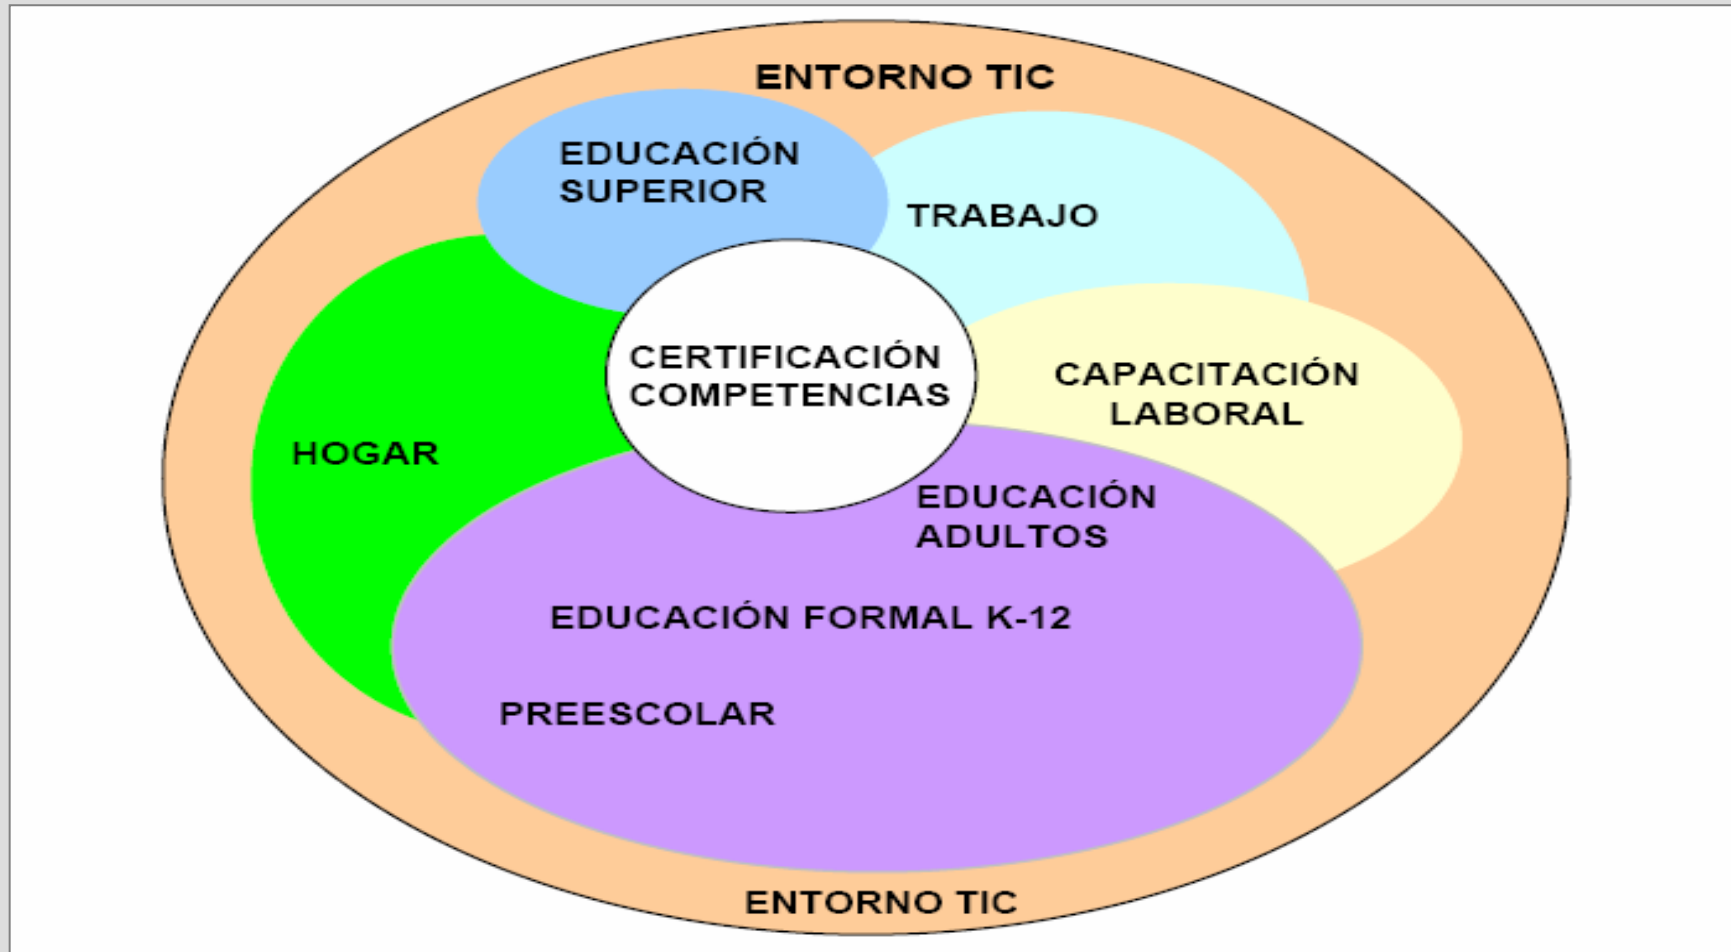 ENTORNO TIC
EDUCACIÓN
SUPERIOR
TRABAJO
CERTIFICACIÓN
COMPETENCIAS
CAPACITACIÓN
LABORAL
HOGAR
EDUCACIÓN
ADULTOS
EDUCACIÓN FORMAL K-12
PREESCOLAR
ENTORNO TIC